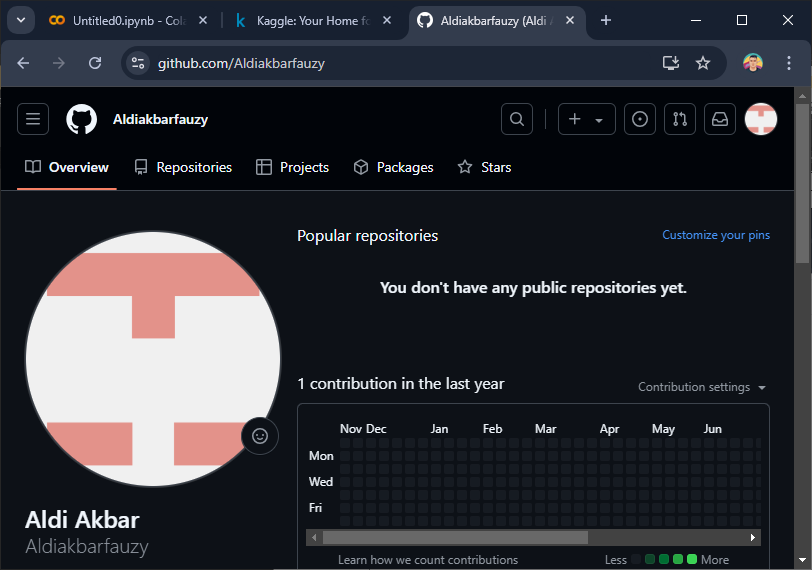 Untitled0.ipynb - Cola
Kaggle: Your Home fo
Aldiakbarfauzy (Aldi A
github.com/Aldiakbarfauzy
Aldiakbarfauzy
Overview
Repositories
Projects
Packages
Stars
Popular repositories
Customize your pins
You don't have any public repositories yet.
1 contribution in the last year
Contribution settings
Nov Dec Jan Feb Mar Apr May Jun
Mon
Wed
Fri
Learn how we count contributions
Less More
Aldi Akbar
Aldiakbarfauzy